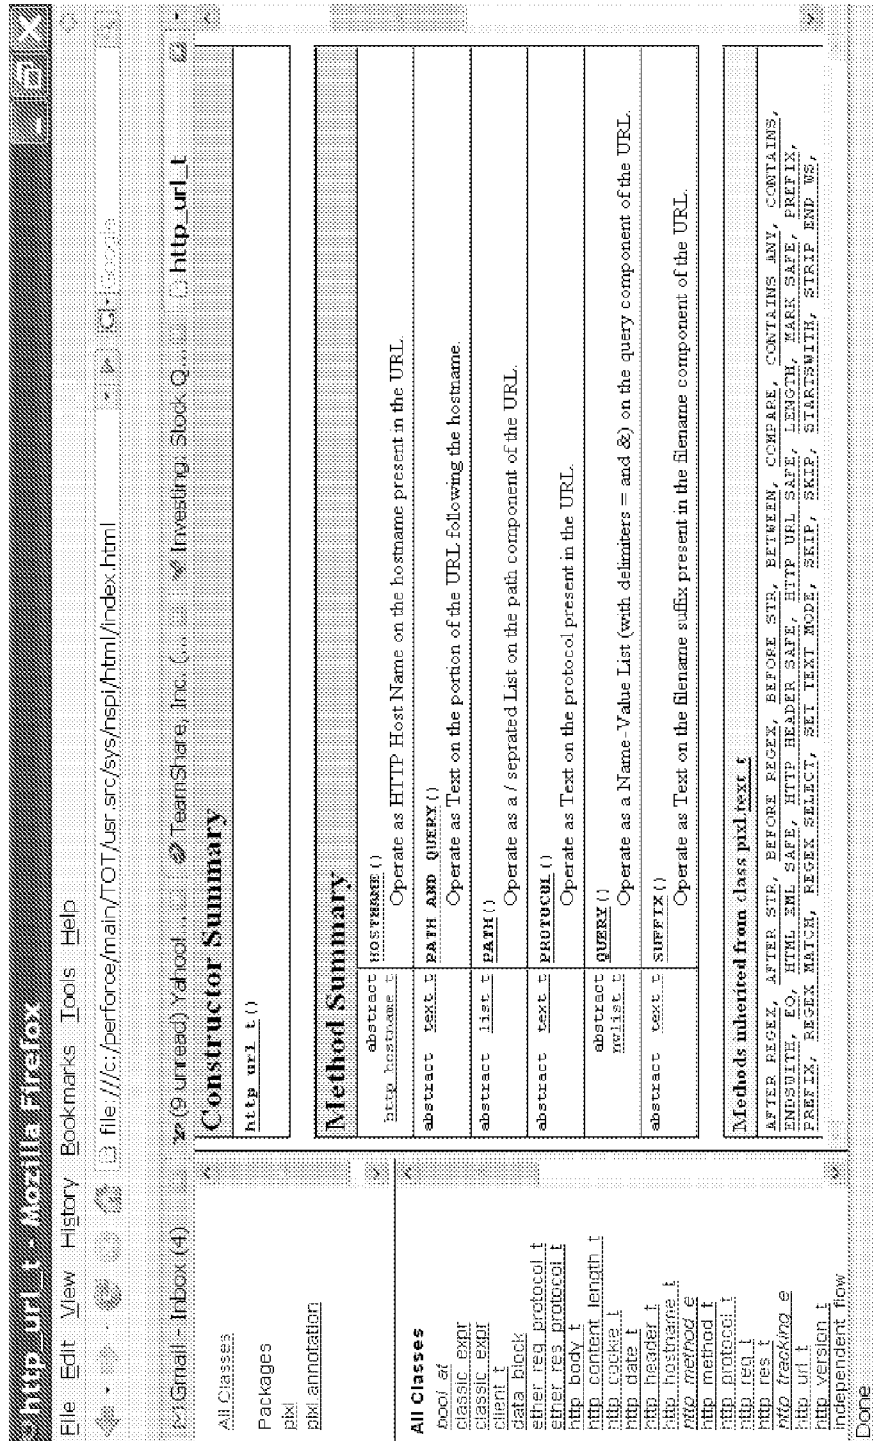 http_url_t - Mozilla Firefox
File Edit View History Bookmarks Tools Help
file:///c:/perforce/main/TOT/usr.src/sys/nspi/html/index.html
Google
Gmail - Inbox (4)
(9 unread) Yahoo! ...
TeamShare, Inc. (...
Investing: Stock Q...
http_url_t
All Classes
Packages
pixl
pixl.annotation
All Classes
bool_at
classic_expr
classic_expr
client_t
data_block
ether_req_protocol_t
ether_res_protocol_t
http_body_t
http_content_length_t
http_cookie_t
http_date_t
http_header_t
http_hostname_t
http_method_e
http_method_t
http_protocol_t
http_req_t
http_res_t
http_tracking_e
http_url_t
http_version_t
independent_flow
Constructor Summary
http_url_t()
Method Summary
abstract http_hostname_t HOSTNAME()
Operate as HTTP Host Name on the hostname present in the URL.
abstract text_t PATH_AND_QUERY()
Operate as Text on the portion of the URL following the hostname.
abstract list_t PATH()
Operate as a / seprated List on the path component of the URL.
abstract text_t PROTOCOL()
Operate as Text on the protocol present in the URL.
abstract nvlist_t QUERY()
Operate as a Name-Value List (with delimiters = and &) on the query component of the URL.
abstract text_t SUFFIX()
Operate as Text on the filename suffix present in the filename component of the URL.
Methods inherited from class pixl.text_t
AFTER_REGEX, AFTER_STR, BEFORE_REGEX, BEFORE_STR, BETWEEN, COMPARE, CONTAINS_ANY, CONTAINS,
ENDSWITH, EQ, HTML_XML_SAFE, HTTP_HEADER_SAFE, HTTP_URL_SAFE, LENGTH, MARK_SAFE, PREFIX,
PREFIX, REGEX_MATCH, REGEX_SELECT, SET_TEXT_MODE, SKIP, SKIP, STARTSWITH, STRIP_END_WS,
Done